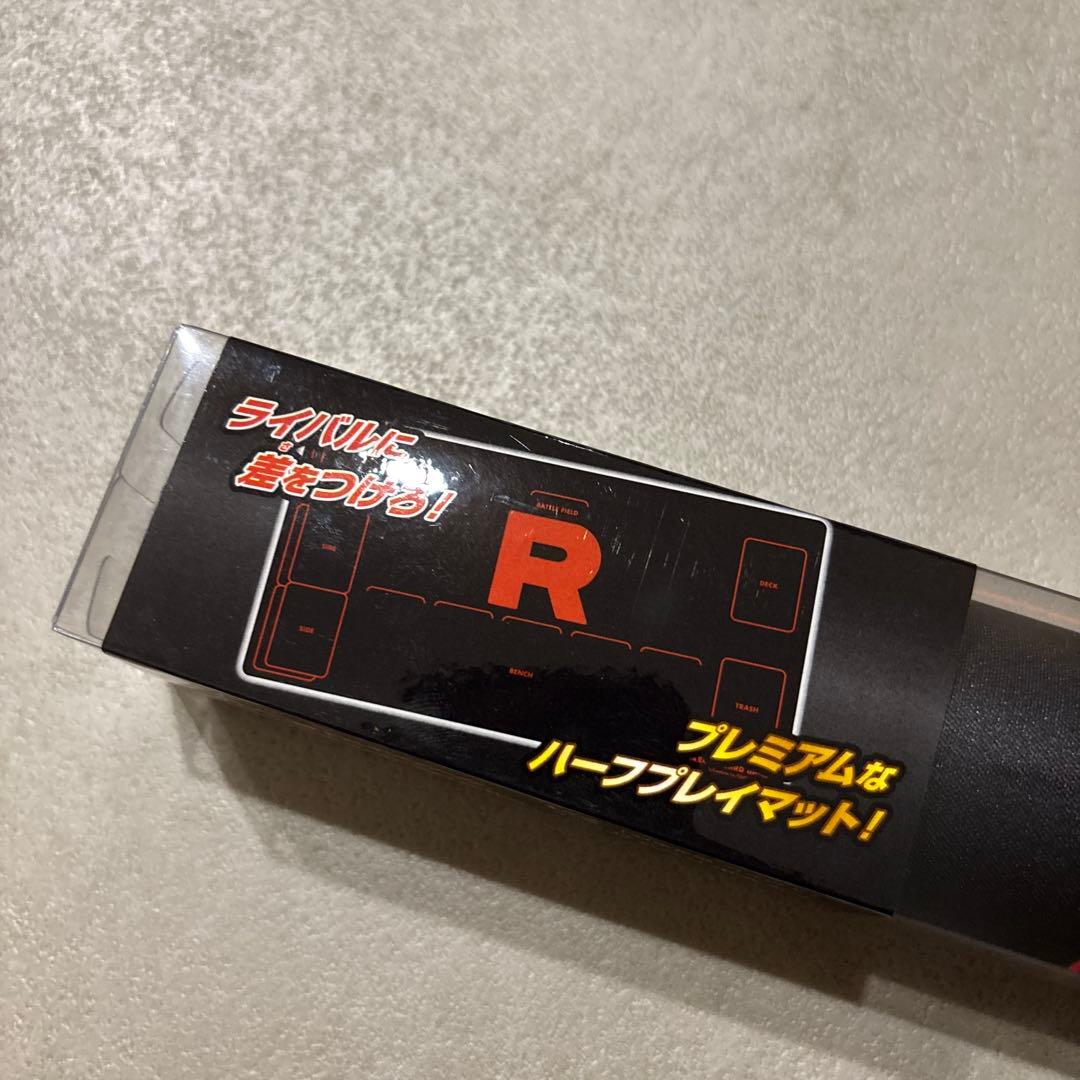 ライバルに
差をつけろ!
さ
BATTLE FIELD
R
SIDE
SIDE
DECK
BENCH
TRASH
プレミアムな
ハーフプレイマット!